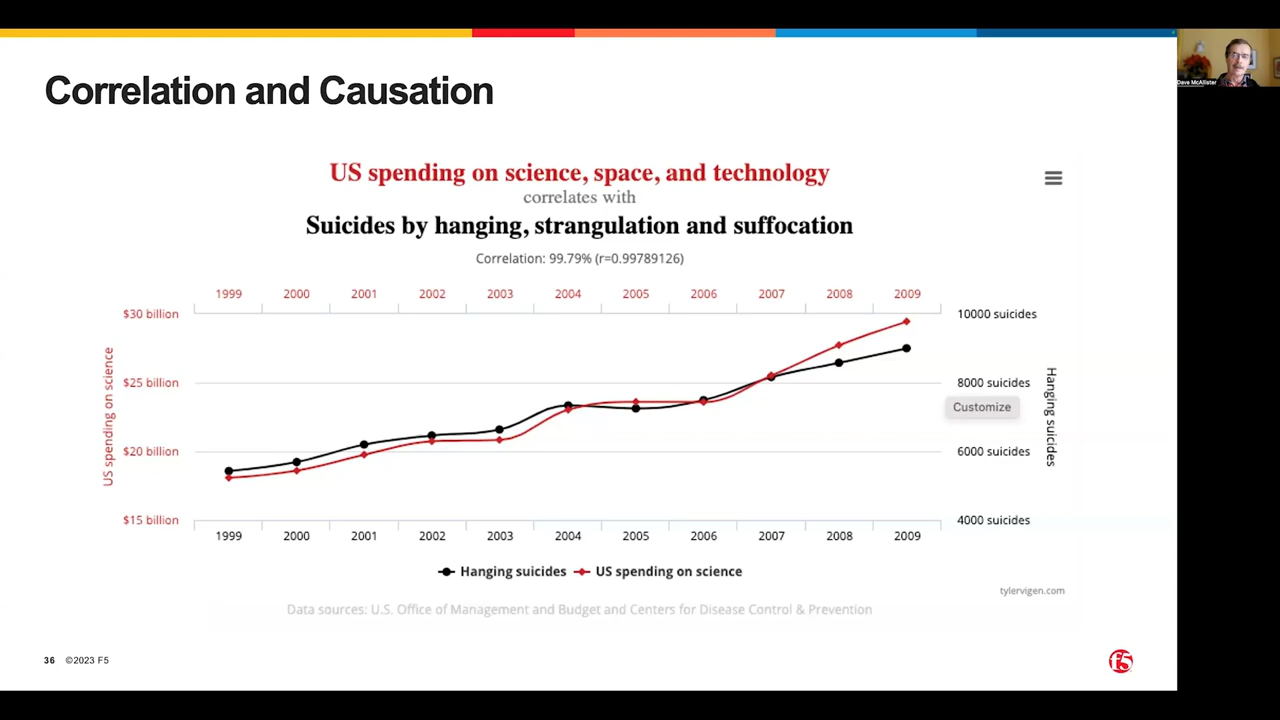 Correlation and Causation
Dave McAllister
US spending on science, space, and technology
correlates with
Suicides by hanging, strangulation and suffocation
Correlation: 99.79% (r=0.99789126)
1999 2000 2001 2002 2003 2004 2005 2006 2007 2008 2009
$30 billion
$25 billion
$20 billion
$15 billion
US spending on science
10000 suicides
8000 suicides
6000 suicides
4000 suicides
Customize
Hanging suicides
1999 2000 2001 2002 2003 2004 2005 2006 2007 2008 2009
Hanging suicides US spending on science
tylervigen.com
Data sources: U.S. Office of Management and Budget and Centers for Disease Control & Prevention
36 ©2023 F5
f5